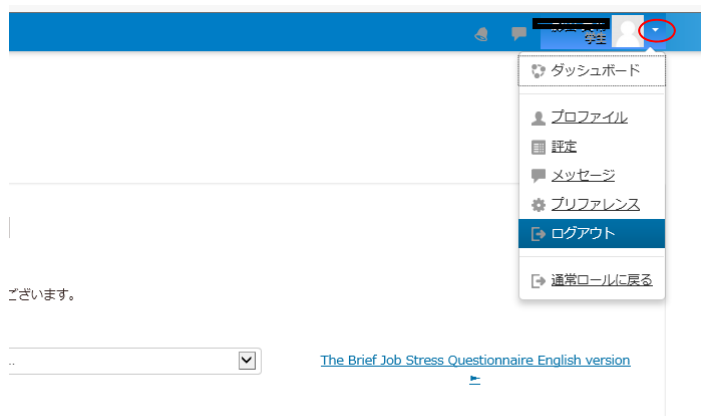 学生
ダッシュボード
プロファイル
評定
メッセージ
プリファレンス
ログアウト
通常ロールに戻る
ございます。
..
The Brief Job Stress Questionnaire English version
►